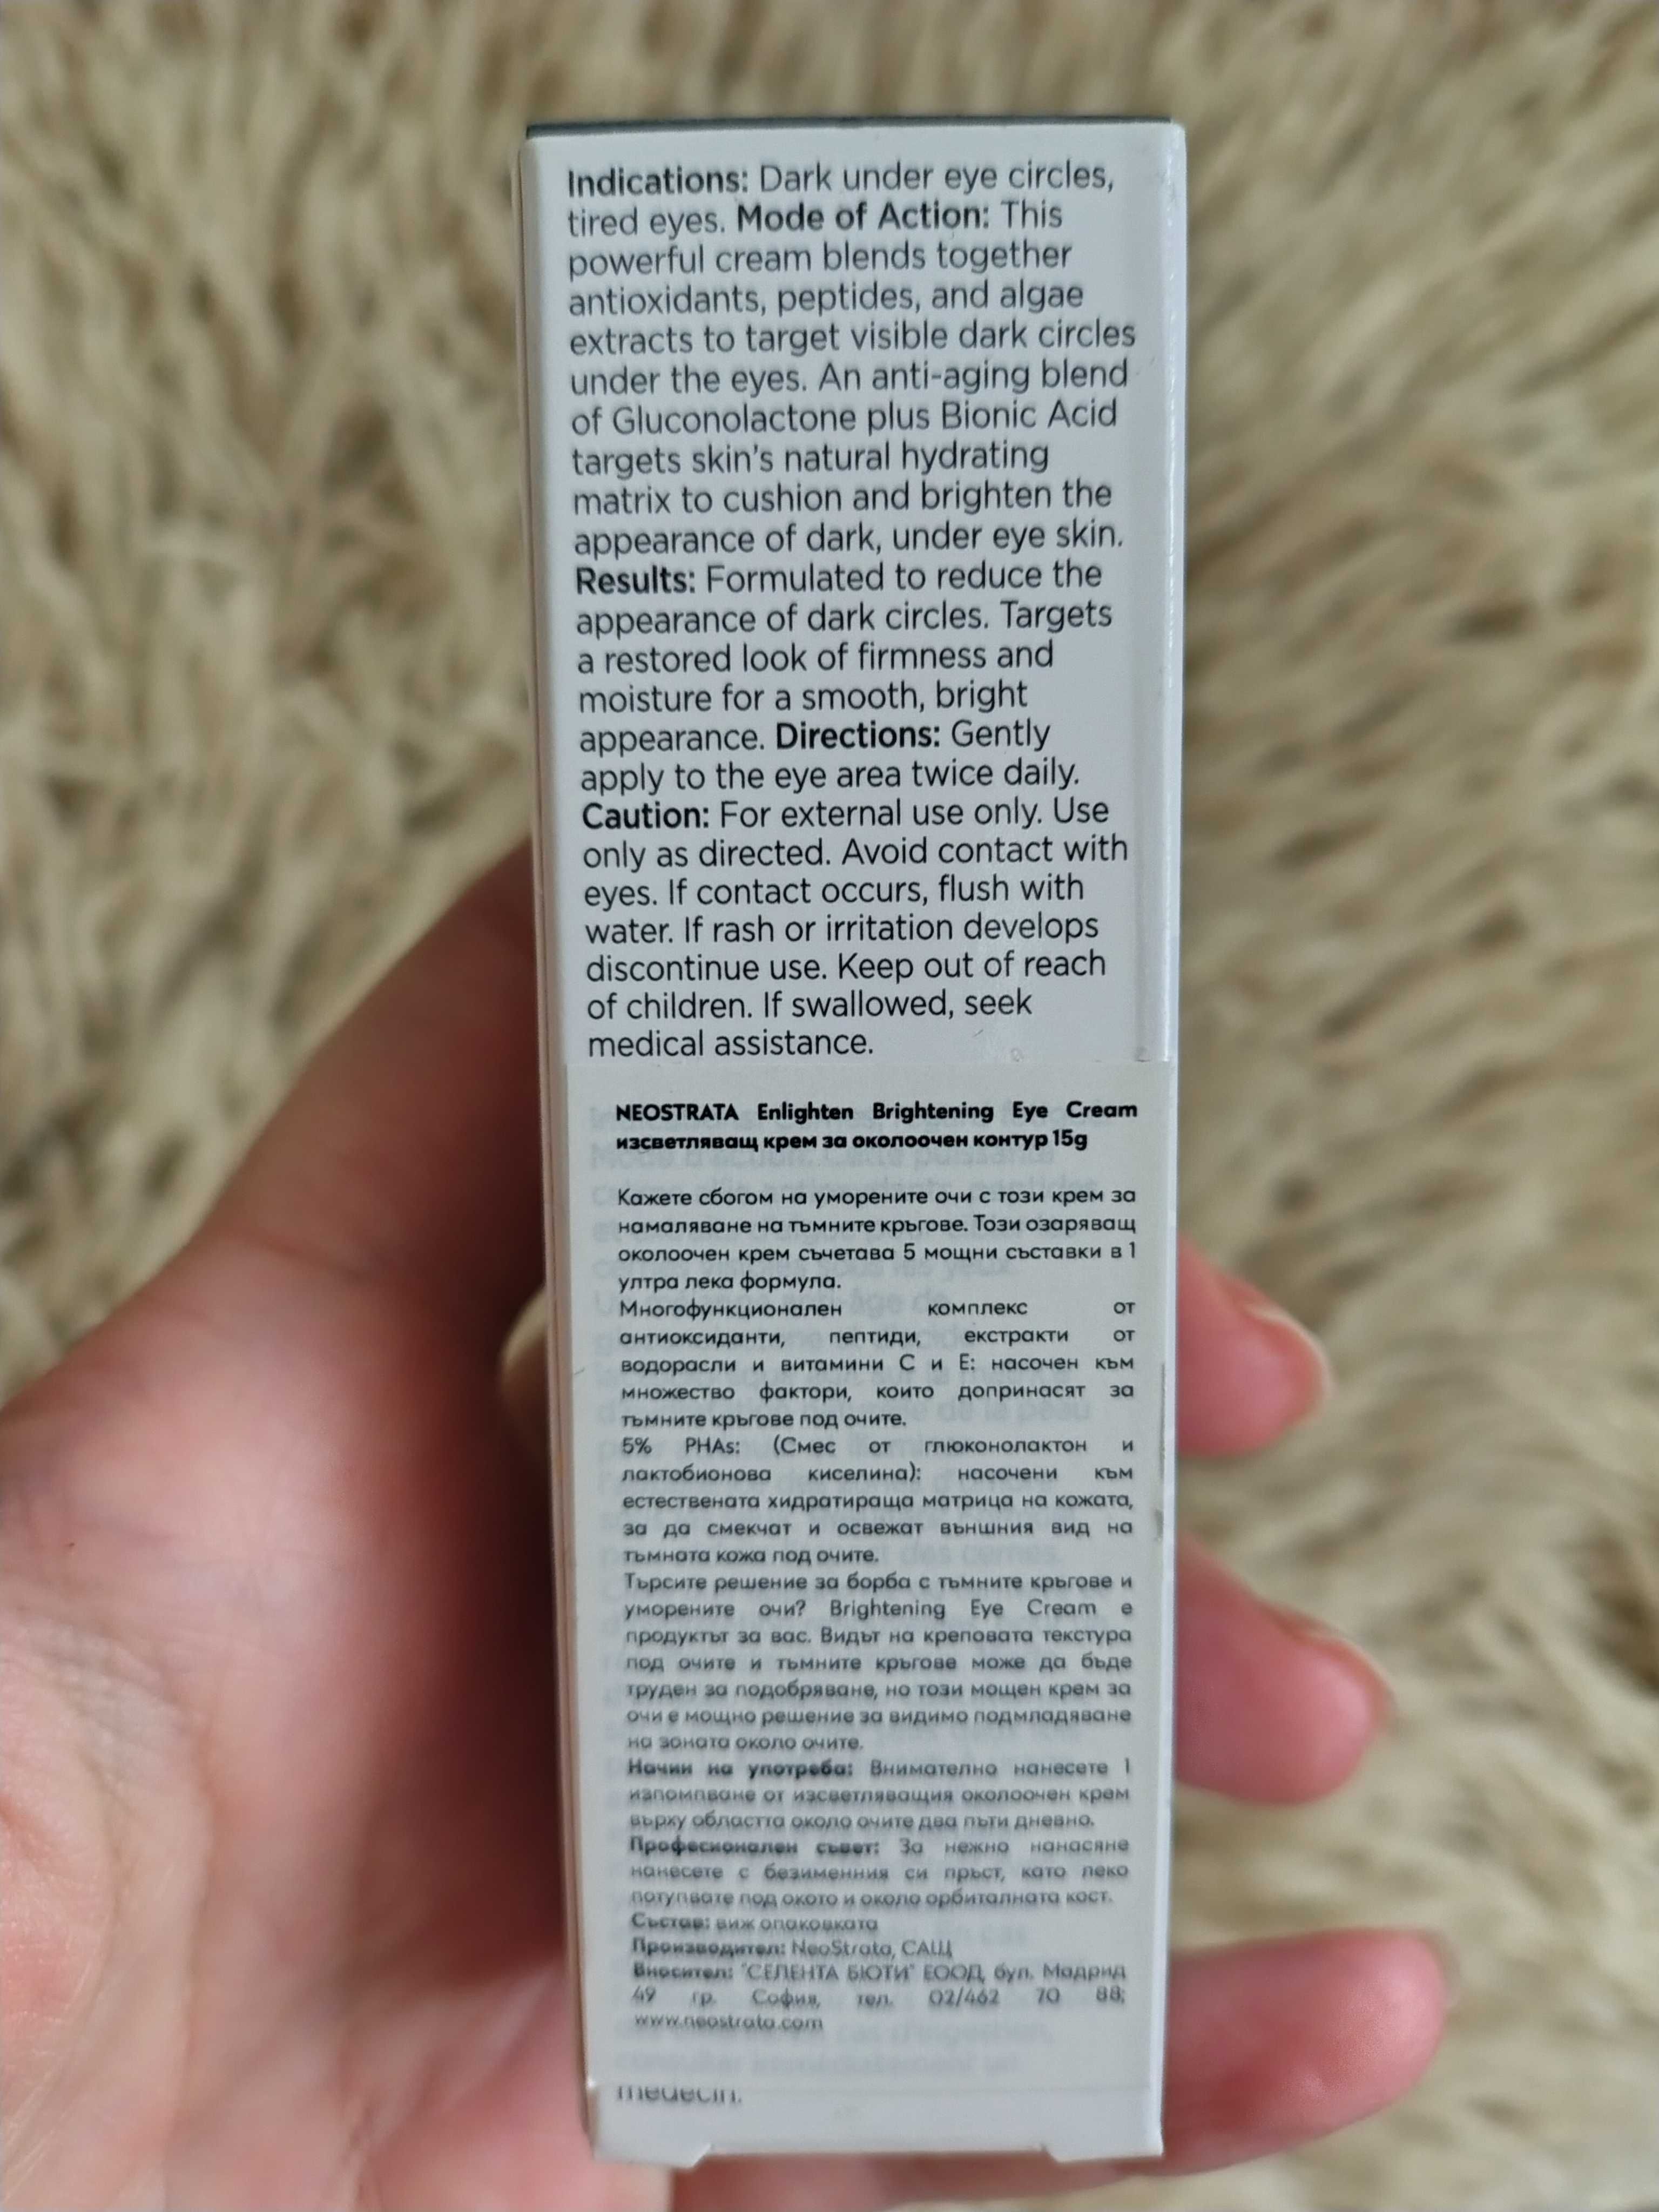 Indications: Dark under eye circles,
tired eyes. Mode of Action: This
powerful cream blends together
antioxidants, peptides, and algae
extracts to target visible dark circles
under the eyes. An anti-aging blend
of Gluconolactone plus Bionic Acid
targets skin's natural hydrating
matrix to cushion and brighten the
appearance of dark, under eye skin.
Results: Formulated to reduce the
appearance of dark circles. Targets
a restored look of firmness and
moisture for a smooth, bright
appearance. Directions: Gently
apply to the eye area twice daily.
Caution: For external use only. Use
only as directed. Avoid contact with
eyes. If contact occurs, flush with
water. If rash or irritation develops
discontinue use. Keep out of reach
of children. If swallowed, seek
medical assistance.
NEOSTRATA Enlighten Brightening Eye Cream
изсветляващ крем за околоочен контур 15g
Кажете сбогом на уморените очи с този крем за
намаляване на тъмните кръгове. Този озаряващ
околоочен крем съчетава 5 мощни съставки в 1
ултра лека формула.
Многофункционален комплекс от
антиоксиданти, пептиди, екстракти от
водорасли и витамини С и Е: насочен към
множество фактори, които допринасят за
тъмните кръгове под очите.
5% PHAs: (Смес от глюконолактон и
лактобионова киселина): насочени към
естествената хидратираща матрица на кожата,
за да смекчат и освежат външния вид на
тъмната кожа под очите.
Търсите решение за борба с тъмните кръгове и
уморените очи? Brightening Eye Cream е
продуктът за вас. Видът на креповата текстура
под очите и тъмните кръгове може да бъде
труден за подобряване, но този мощен крем за
очи е мощно решение за видимо подмладяване
на зоната около очите.
Начин на употреба: Внимателно нанесете 1
изпомпване от изсветляващия околоочен крем
върху областта около очите два пъти дневно.
Професионален съвет: За нежно нанасяне
нанесете с безименния си пръст, като леко
потупвате под окото и около орбиталната кост.
Състав: виж опаковката
Производител: NeoStrata, САЩ
Вносител: "СЕЛЕНТА БЮТИ" ЕООД, бул. Мадрид
49 гр. София, тел. 02/462 70 88;
www.neostrata.com
médecin.